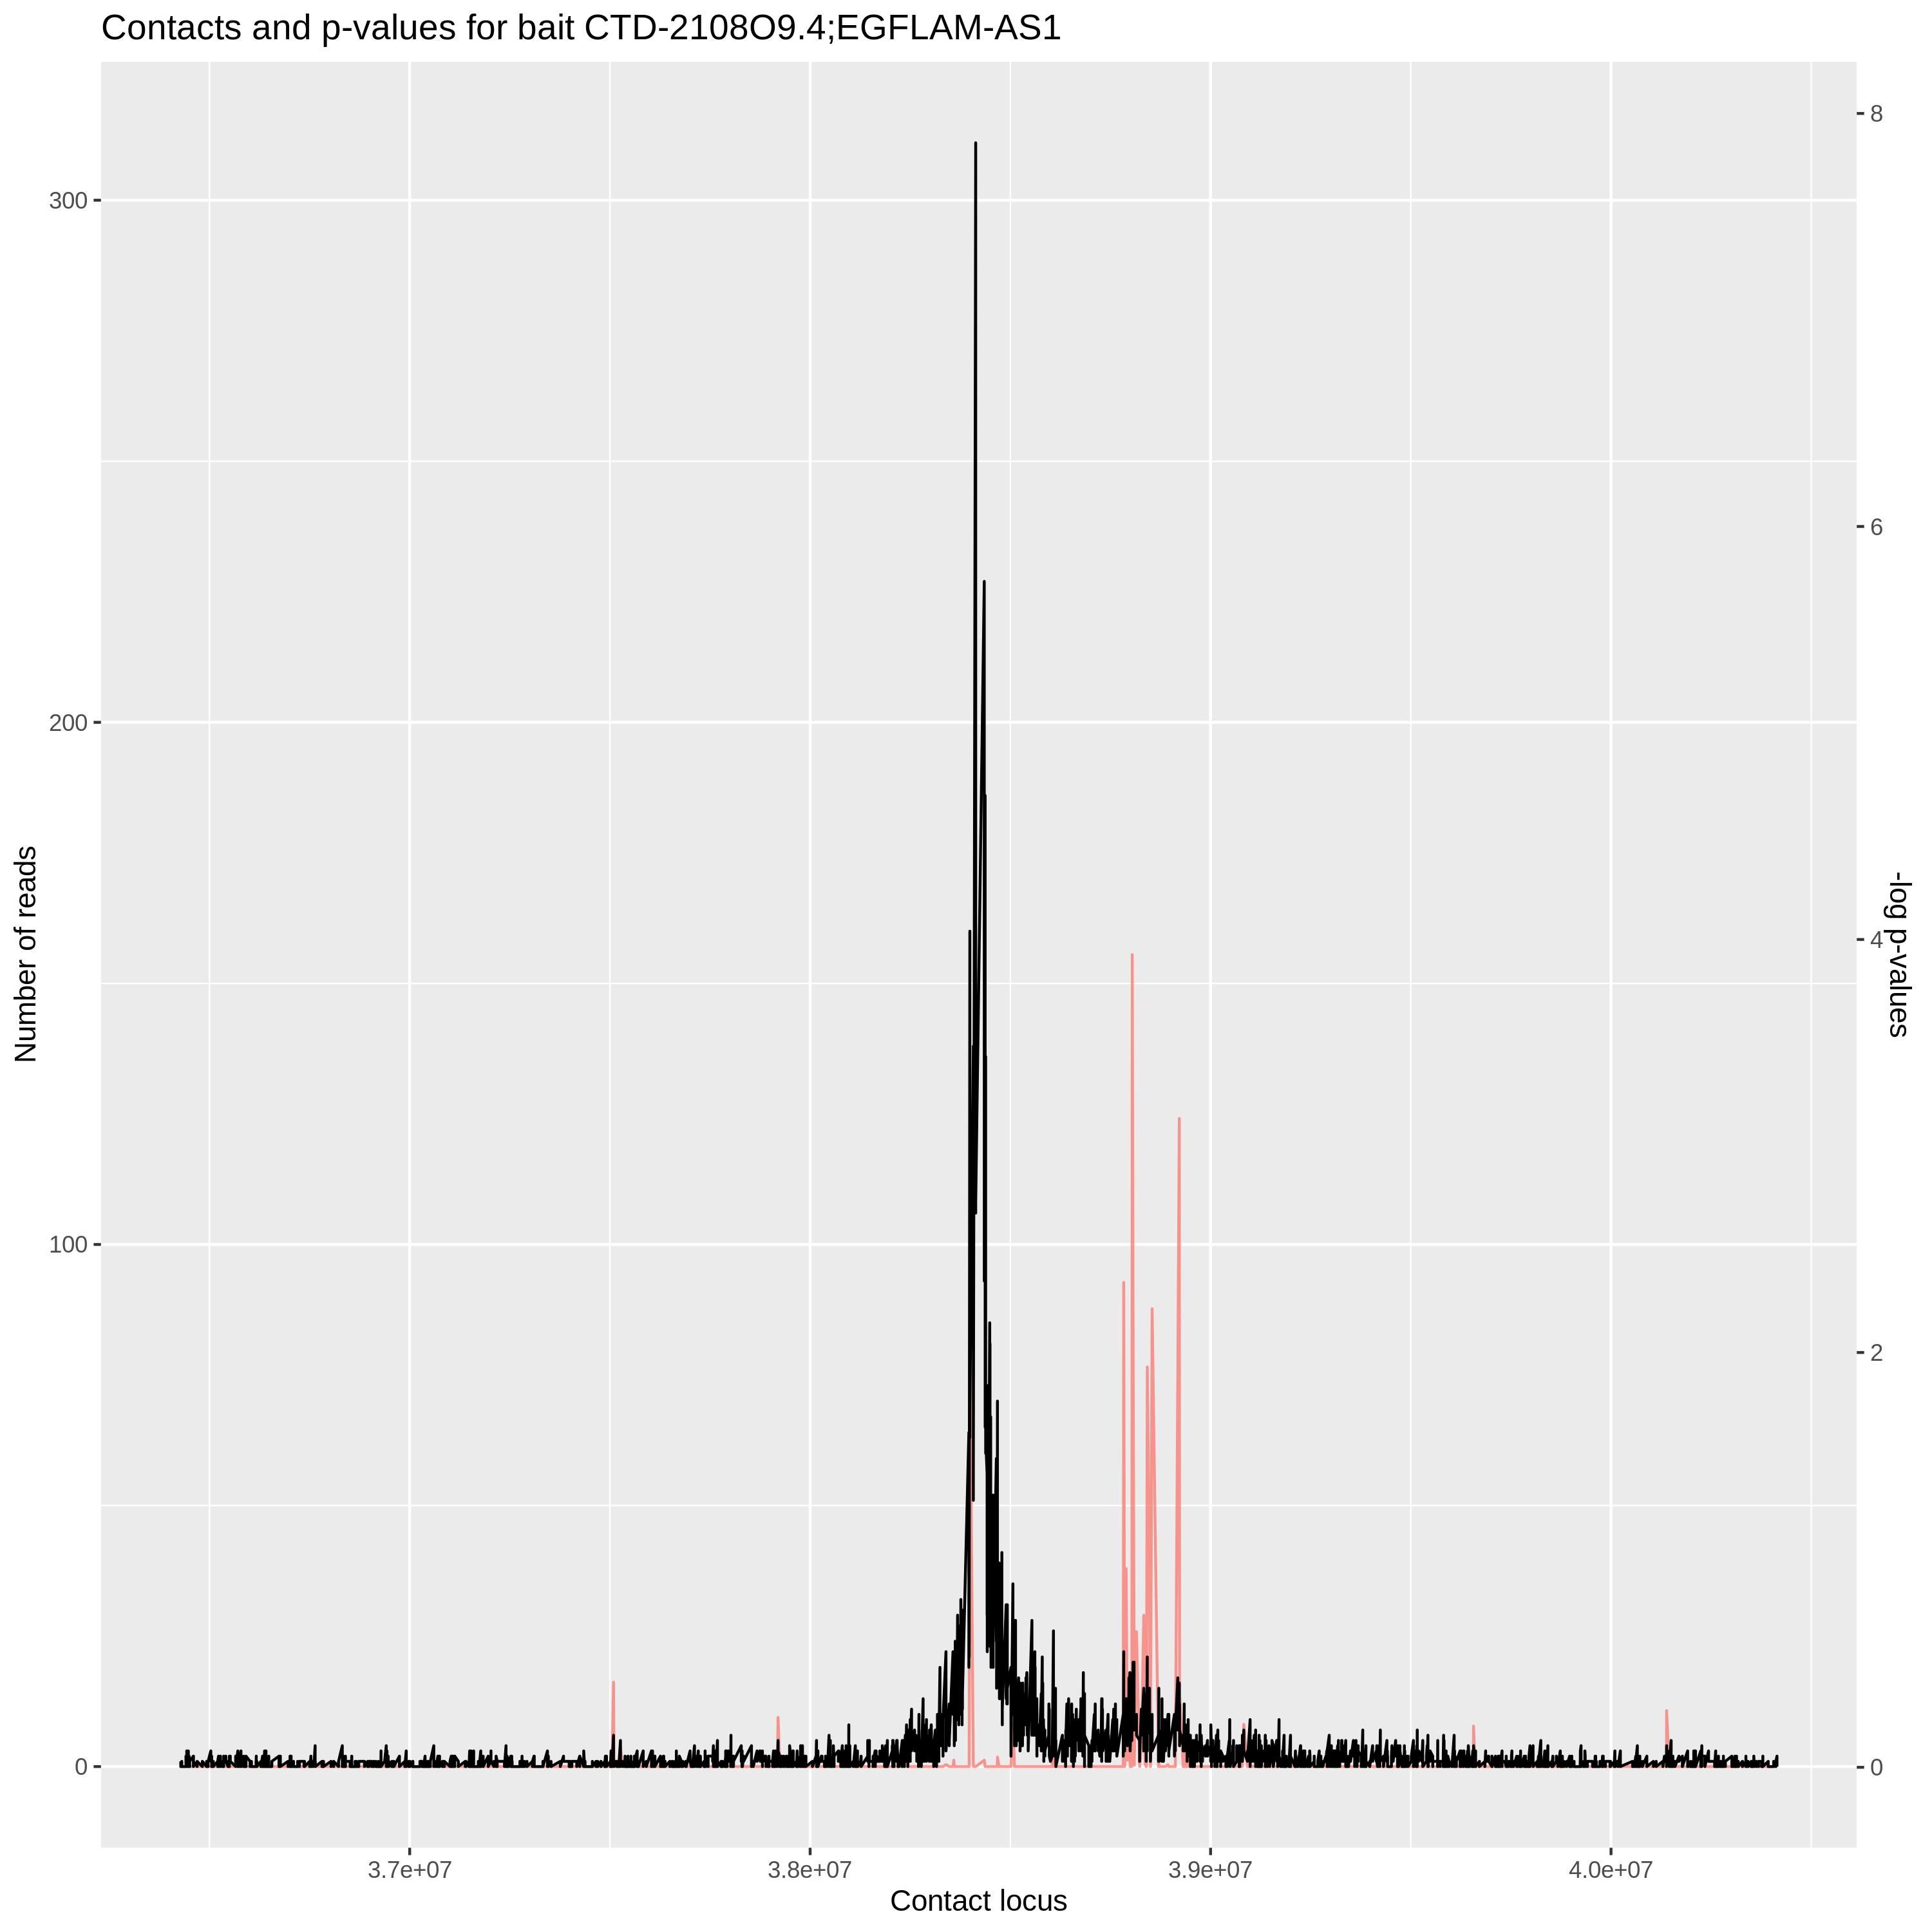 Contacts and p-values for bait CTD-2108O9.4;EGFLAM-AS1
8
300
6
200
4
Number of reads
-log p-values
100
2
0
0
3.7e+07
3.8e+07
3.9e+07
4.0e+07
Contact locus